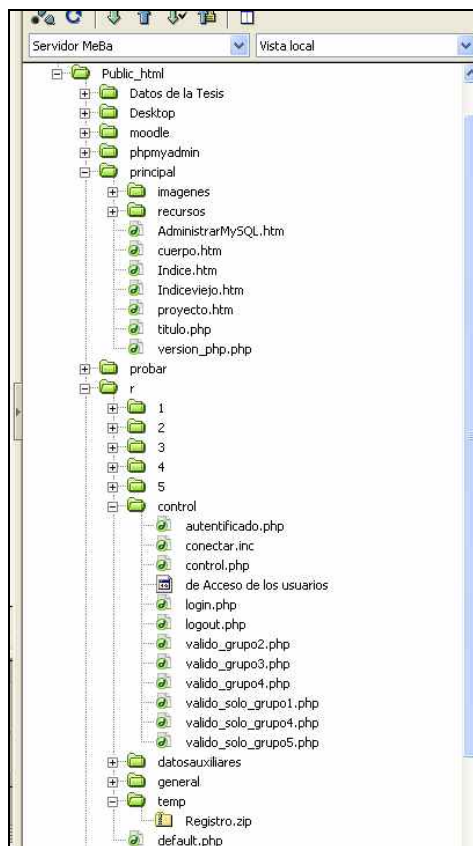 Servidor MeBa Vista local
Public_html
Datos de la Tesis
Desktop
moodle
phpmyadmin
principal
imagenes
recursos
AdministrarMySQL.htm
cuerpo.htm
Indice.htm
Indiceviejo.htm
proyecto.htm
titulo.php
version_php.php
probar
r
1
2
3
4
5
control
autentificado.php
conectar.inc
control.php
de Acceso de los usuarios
login.php
logout.php
valido_grupo2.php
valido_grupo3.php
valido_grupo4.php
valido_solo_grupo1.php
valido_solo_grupo4.php
valido_solo_grupo5.php
datosauxiliares
general
temp
Registro.zip
default.php